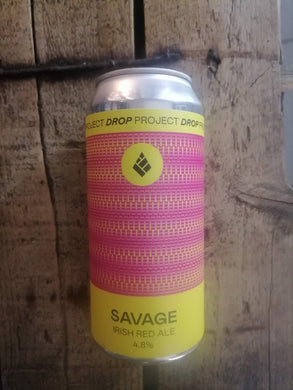 PROJECT DROP PROJECT DROP
SAVAGE
IRISH RED ALE
4.8%